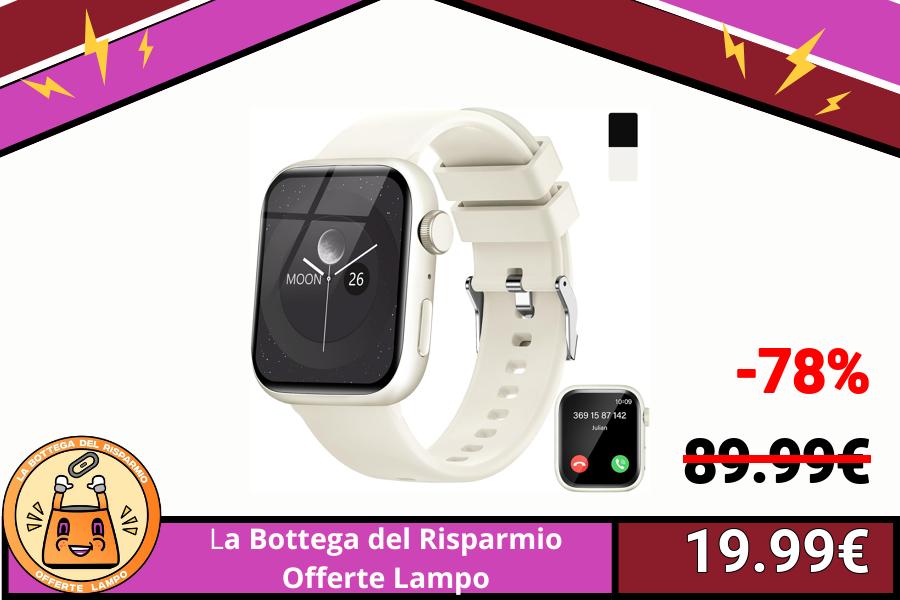 MOON
26
10:09
369 15 87 142
Julian
-78%
89.99€
LA BOTTEGA DEL RISPARMIO
OFFERTE LAMPO
La Bottega del Risparmio
Offerte Lampo
19.99€